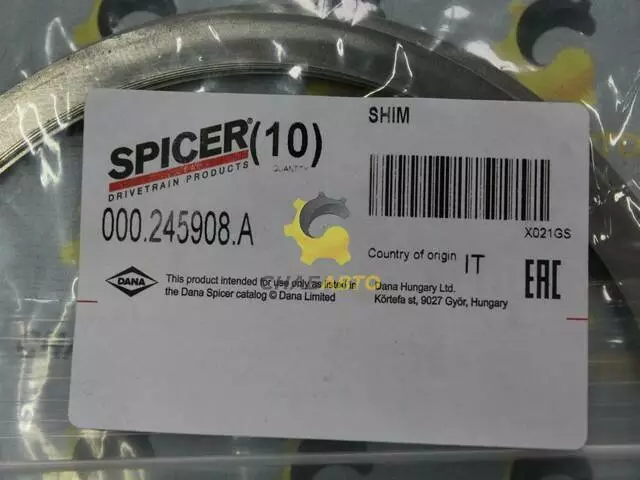 SHIM
SPICER® (10)
DRIVETRAIN PRODUCTS
QUANTITY
000.245908.A
X021GS
Country of origin IT
EAC
DANA
This product intended for use only as listed in
the Dana Spicer catalog © Dana Limited
Dana Hungary Ltd.
Körtefa st, 9027 Győr, Hungary
АВТО